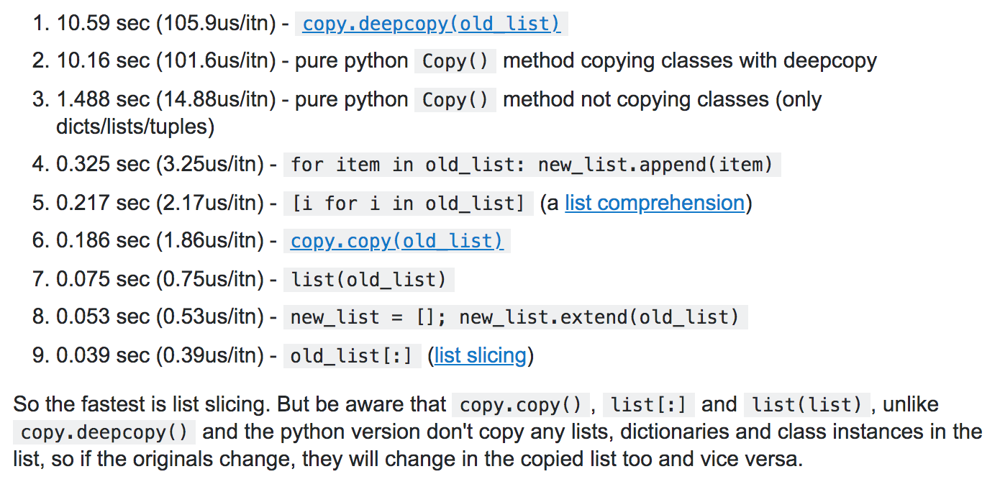 1. 10.59 sec (105.9us/itn) - copy.deepcopy(old_list)
2. 10.16 sec (101.6us/itn) - pure python Copy() method copying classes with deepcopy
3. 1.488 sec (14.88us/itn) - pure python Copy() method not copying classes (only
dicts/lists/tuples)
4. 0.325 sec (3.25us/itn) - for item in old_list: new_list.append(item)
5. 0.217 sec (2.17us/itn) - [i for i in old_list] (a list comprehension)
6. 0.186 sec (1.86us/itn) - copy.copy(old_list)
7. 0.075 sec (0.75us/itn) - list(old_list)
8. 0.053 sec (0.53us/itn) - new_list = []; new_list.extend(old_list)
9. 0.039 sec (0.39us/itn) - old_list[:] (list slicing)
So the fastest is list slicing. But be aware that copy.copy(), list[:] and list(list), unlike
copy.deepcopy() and the python version don't copy any lists, dictionaries and class instances in the
list, so if the originals change, they will change in the copied list too and vice versa.